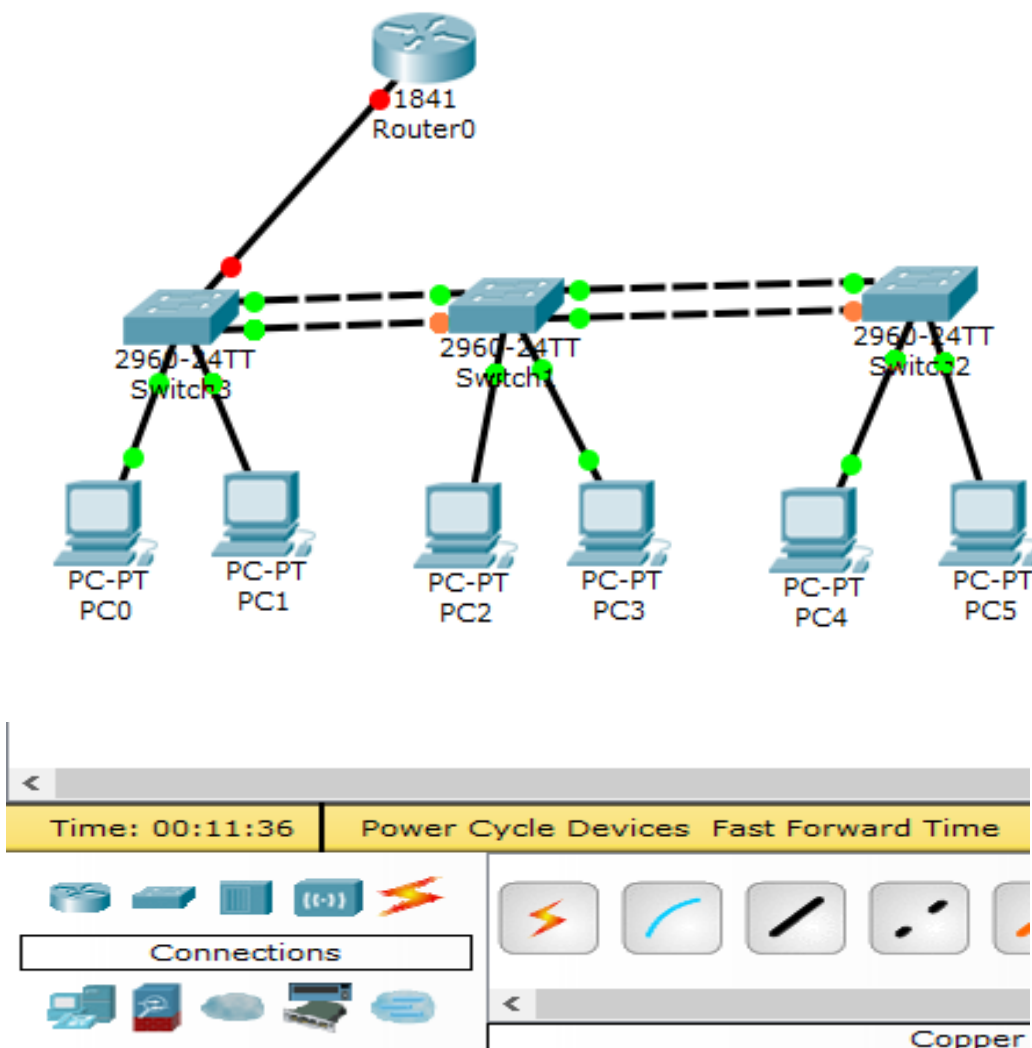 1841
Router0
2960-24TT
Switch3
2960-24TT
Switch1
2960-24TT
Switch2
PC-PT
PC0
PC-PT
PC1
PC-PT
PC2
PC-PT
PC3
PC-PT
PC4
PC-PT
PC5
Time: 00:11:36
Power Cycle Devices Fast Forward Time
Connections
Copper